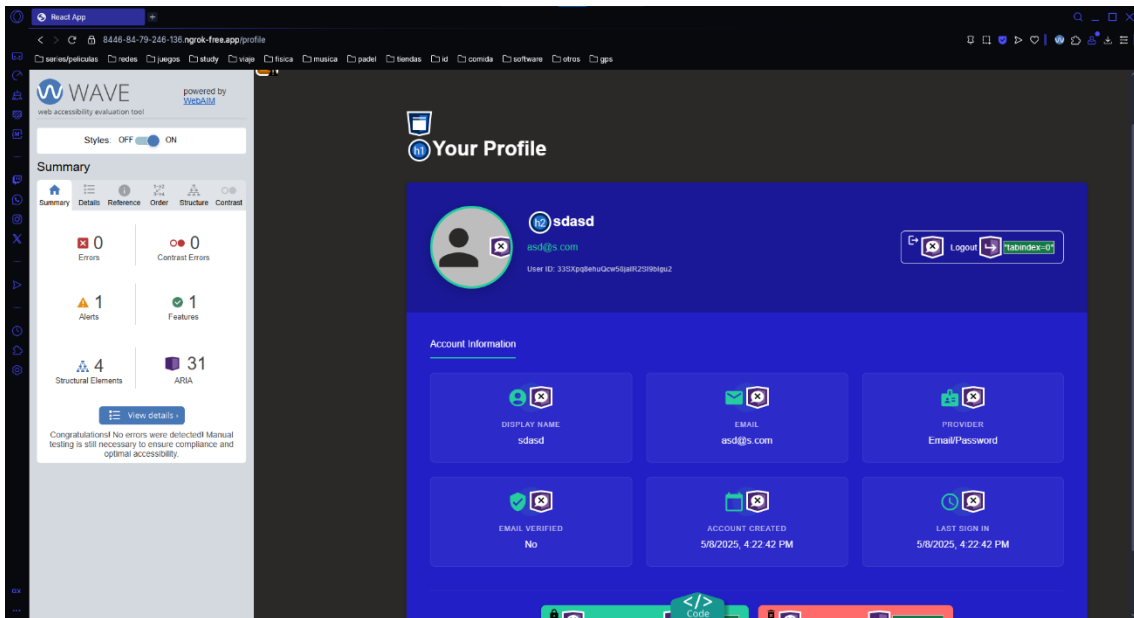 React App
8446-84-79-246-136.ngrok-free.app/profile
series/peliculas redes juegos study viaje fisica musica padel tiendas id comida software otros gps
WAVE
web accessibility evaluation tool
powered by
WebAIM
Styles: OFF ON
Summary
Summary Details Reference Order Structure Contrast
0
Errors
0
Contrast Errors
1
Alerts
1
Features
4
Structural Elements
31
ARIA
View details ›
Congratulations! No errors were detected! Manual
testing is still necessary to ensure compliance and
optimal accessibility.
h1 Your Profile
h2 sdasd
asd@s.com
Logout *tabindex=0*
Account Information
DISPLAY NAME
sdasd
EMAIL
asd@s.com
PROVIDER
Email/Password
EMAIL VERIFIED
No
ACCOUNT CREATED
5/8/2025, 4:22:42 PM
LAST SIGN IN
5/8/2025, 4:22:42 PM
</>
Code